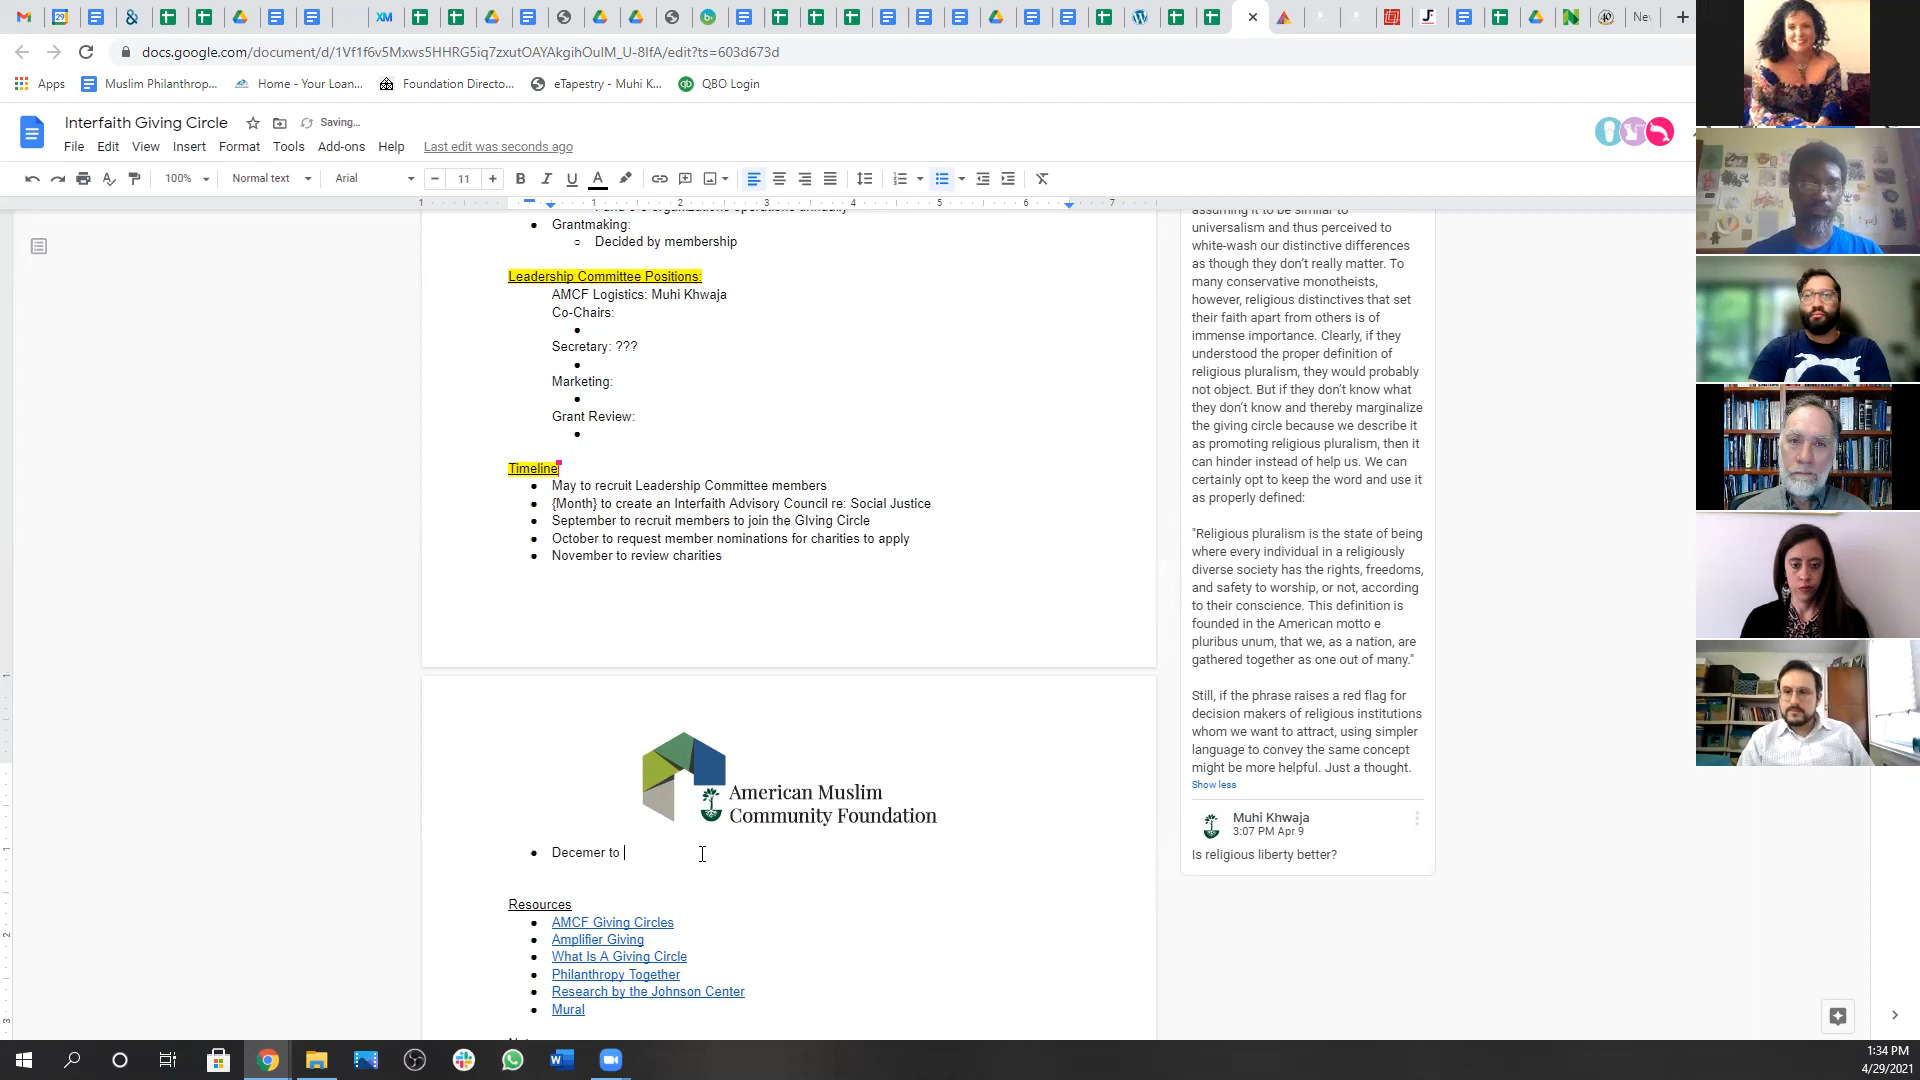 Nev
docs.google.com/document/d/1Vf1f6v5Mxws5HHRG5iq7zxutOAYAkgihOulM_U-8IfA/edit?ts=603d673d
Apps
Muslim Philanthrop...
Home - Your Loan...
Foundation Directo...
eTapestry - Muhi K...
QBO Login
Interfaith Giving Circle
Saving...
File Edit View Insert Format Tools Add-ons Help Last edit was seconds ago
100% Normal text Arial 11
Grantmaking:
Decided by membership
Leadership Committee Positions:
AMCF Logistics: Muhi Khwaja
Co-Chairs:
Secretary: ???
Marketing:
Grant Review:
Timeline
May to recruit Leadership Committee members
{Month} to create an Interfaith Advisory Council re: Social Justice
September to recruit members to join the GIving Circle
October to request member nominations for charities to apply
November to review charities
American Muslim
Community Foundation
Decemer to
Resources
AMCF Giving Circles
Amplifier Giving
What Is A Giving Circle
Philanthropy Together
Research by the Johnson Center
Mural
assuming it to be similar to
universalism and thus perceived to
white-wash our distinctive differences
as though they don't really matter. To
many conservative monotheists,
however, religious distinctives that set
their faith apart from others is of
immense importance. Clearly, if they
understood the proper definition of
religious pluralism, they would probably
not object. But if they don't know what
they don't know and thereby marginalize
the giving circle because we describe it
as promoting religious pluralism, then it
can hinder instead of help us. We can
certainly opt to keep the word and use it
as properly defined:
"Religious pluralism is the state of being
where every individual in a religiously
diverse society has the rights, freedoms,
and safety to worship, or not, according
to their conscience. This definition is
founded in the American motto e
pluribus unum, that we, as a nation, are
gathered together as one out of many."
Still, if the phrase raises a red flag for
decision makers of religious institutions
whom we want to attract, using simpler
language to convey the same concept
might be more helpful. Just a thought.
Show less
Muhi Khwaja
3:07 PM Apr 9
Is religious liberty better?
1:34 PM
4/29/2021